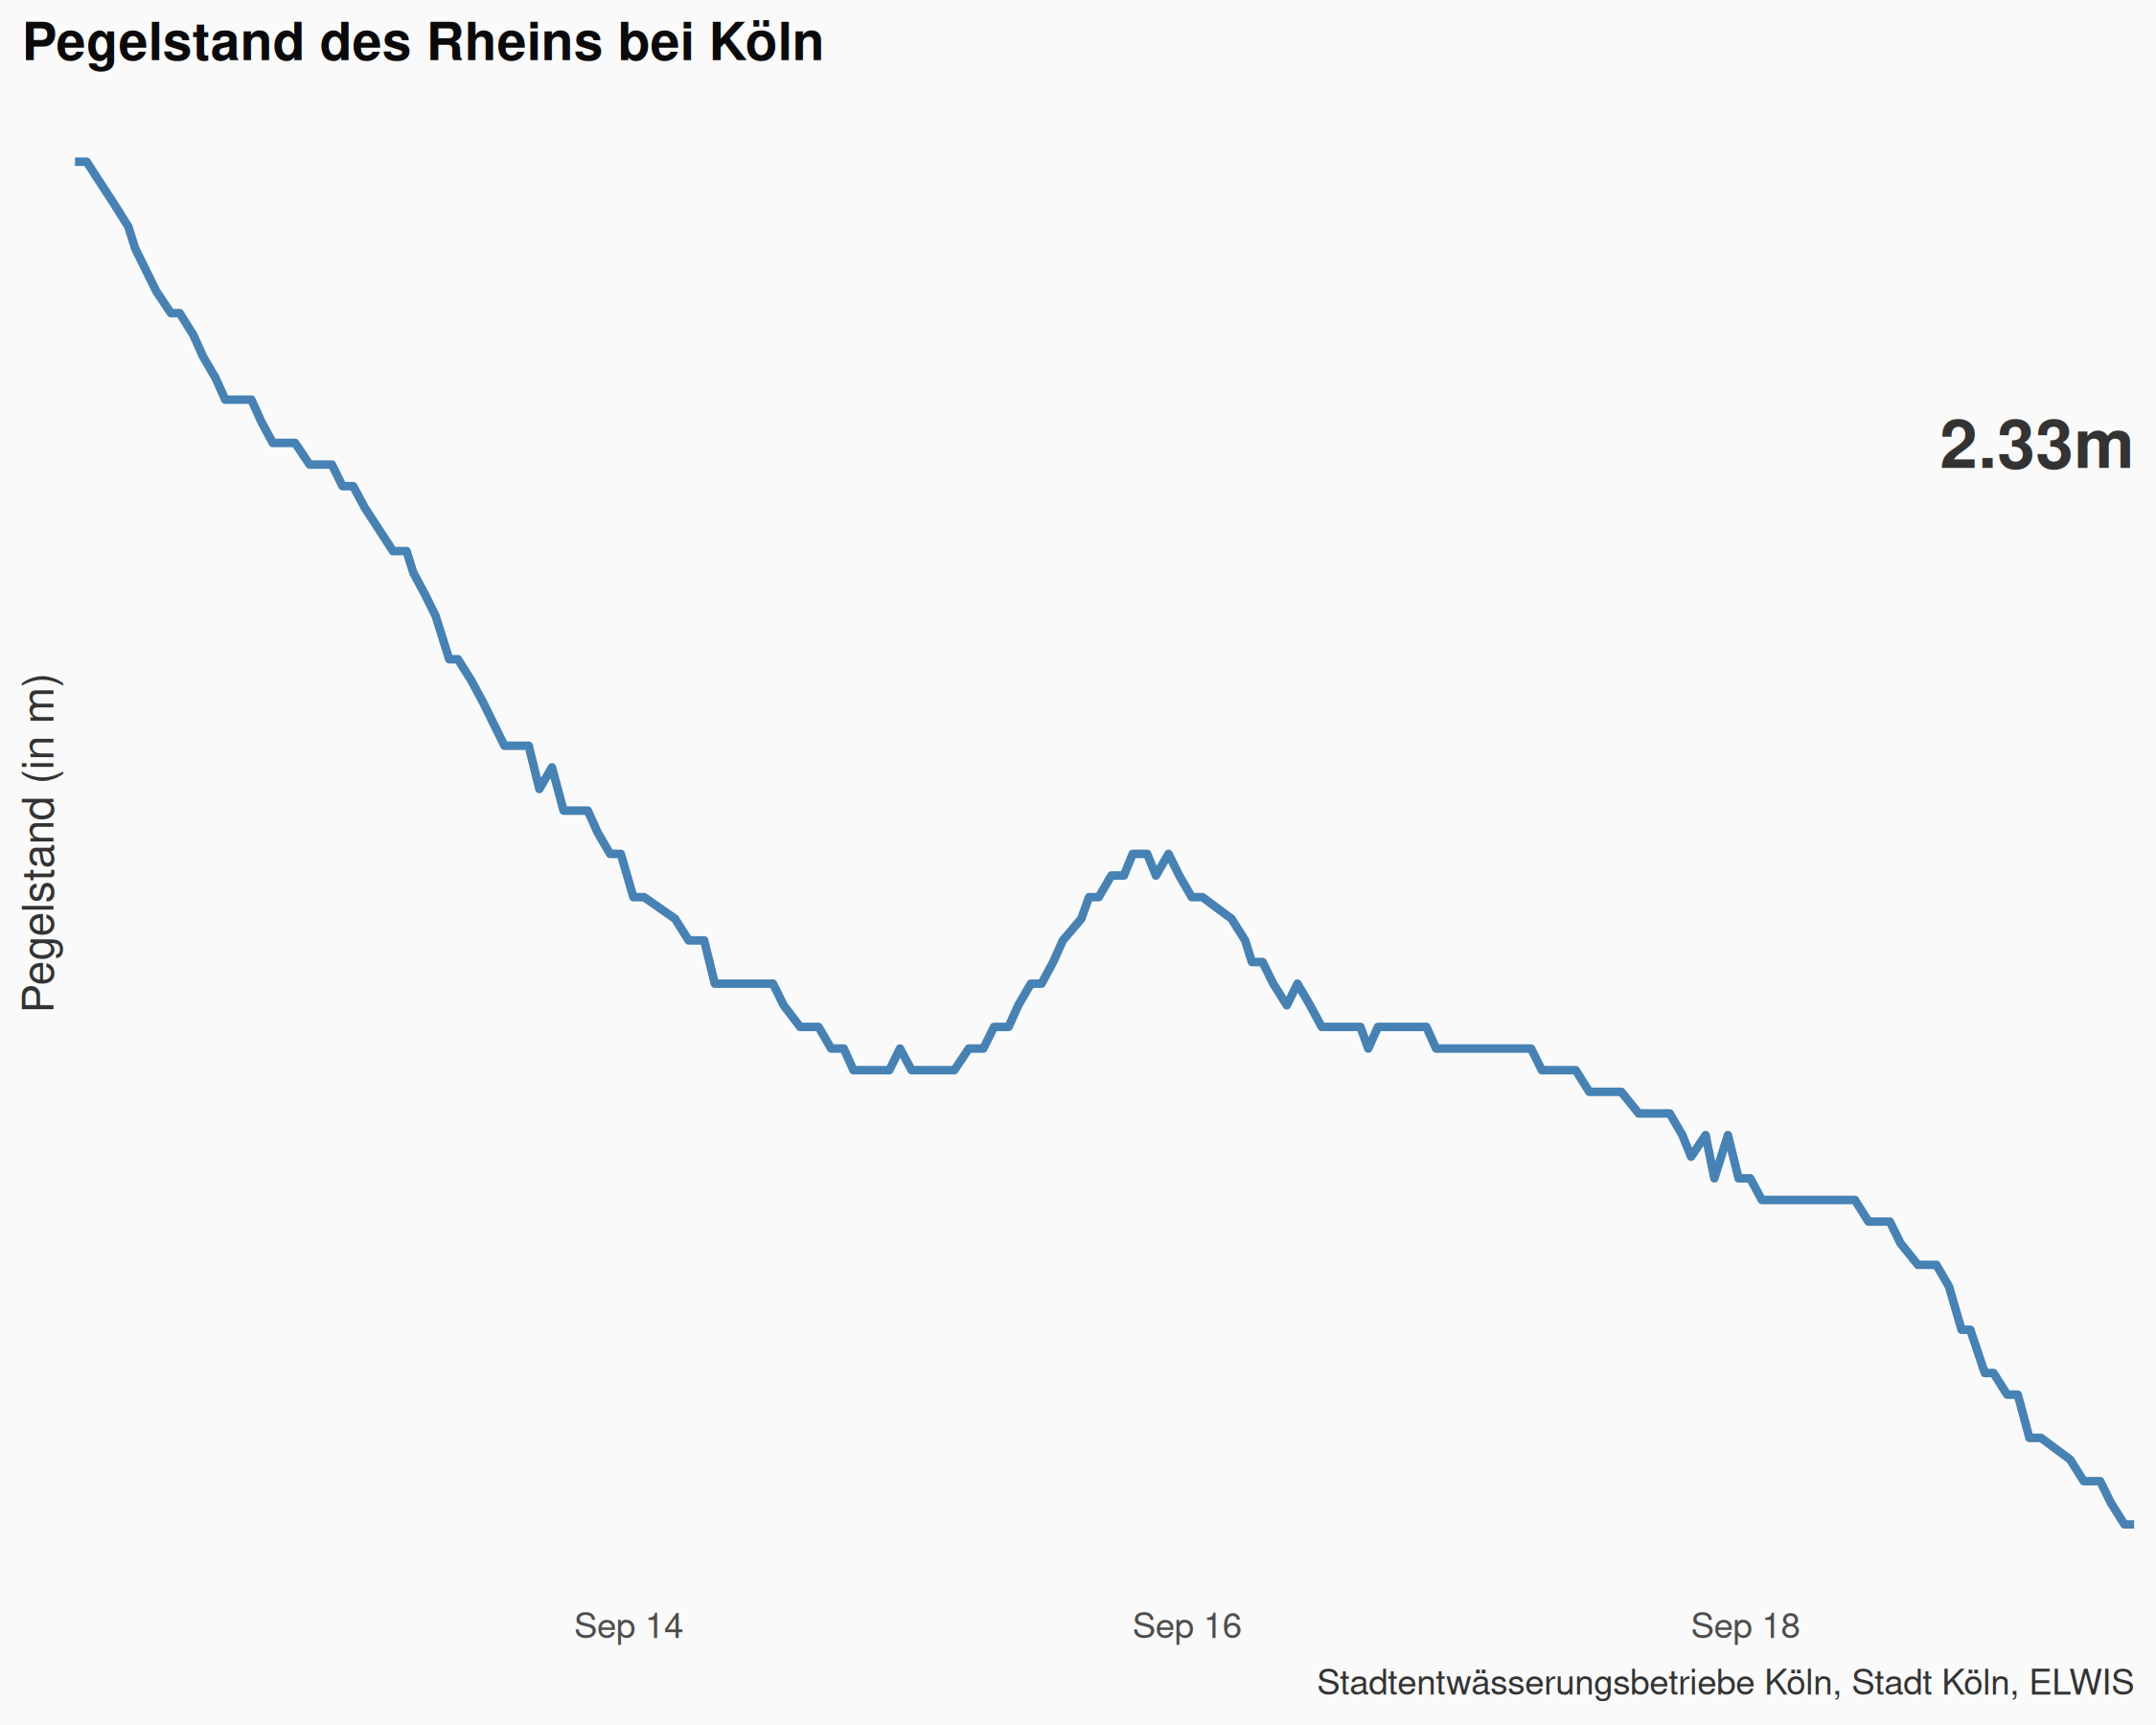 Pegelstand des Rheins bei Köln
2.33m
Pegelstand (in m)
Sep 14 Sep 16 Sep 18
Stadtentwässerungsbetriebe Köln, Stadt Köln, ELWIS